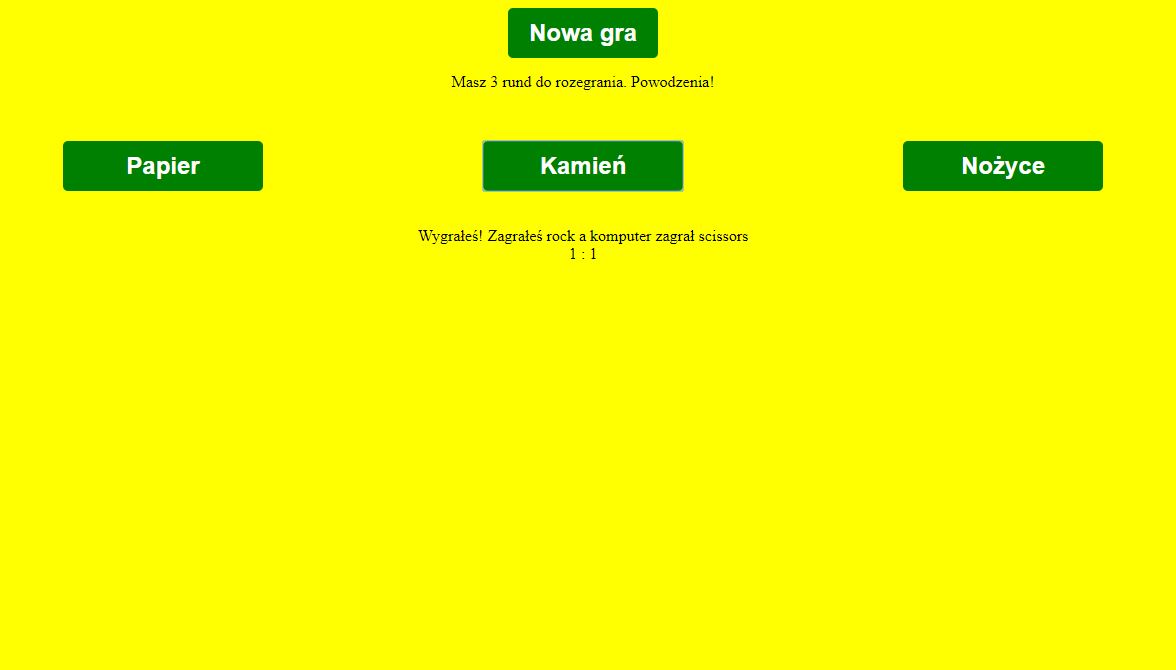 Nowa gra
Masz 3 rund do rozegrania. Powodzenia!
Papier
Kamień
Nożyce
Wygrałeś! Zagrałeś rock a komputer zagrał scissors
1 : 1